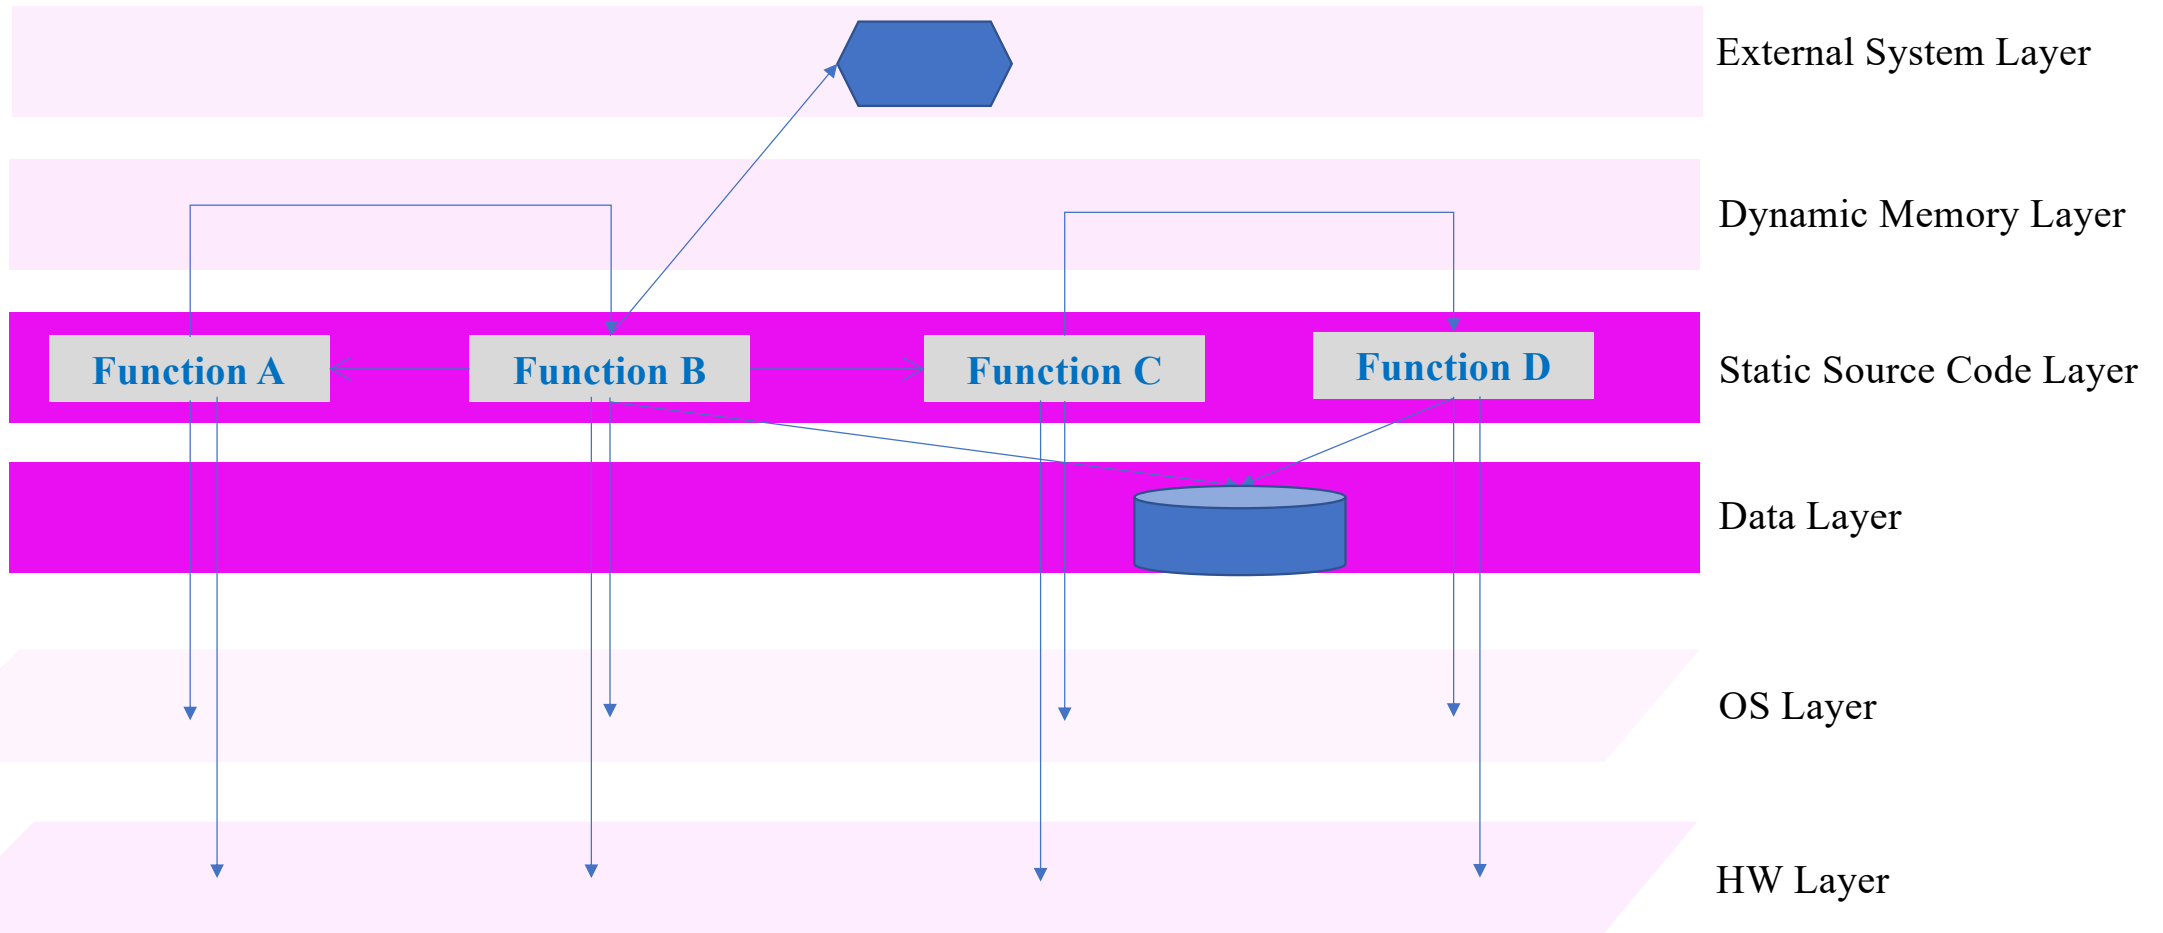 External System Layer
Dynamic Memory Layer
Function A
Function B
Function C
Function D
Static Source Code Layer
Data Layer
OS Layer
HW Layer